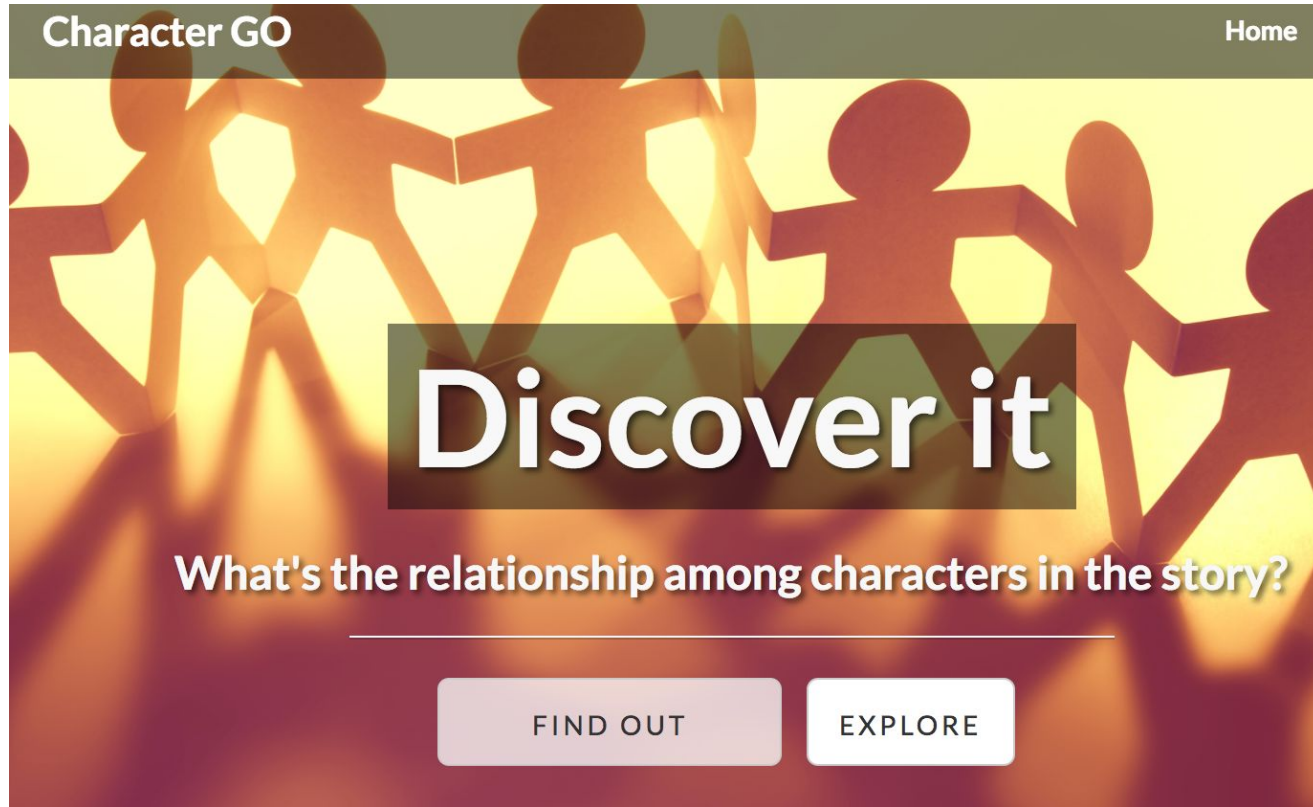 Character GO
Home
Discover it
What's the relationship among characters in the story?
FIND OUT
EXPLORE